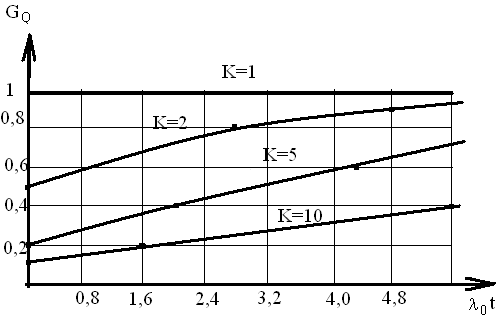 G_Q
1
K=1
0,8
K=2
K=5
0,6
0,4
K=10
0,2
0,8 1,6 2,4 3,2 4,0 4,8 λ₀t